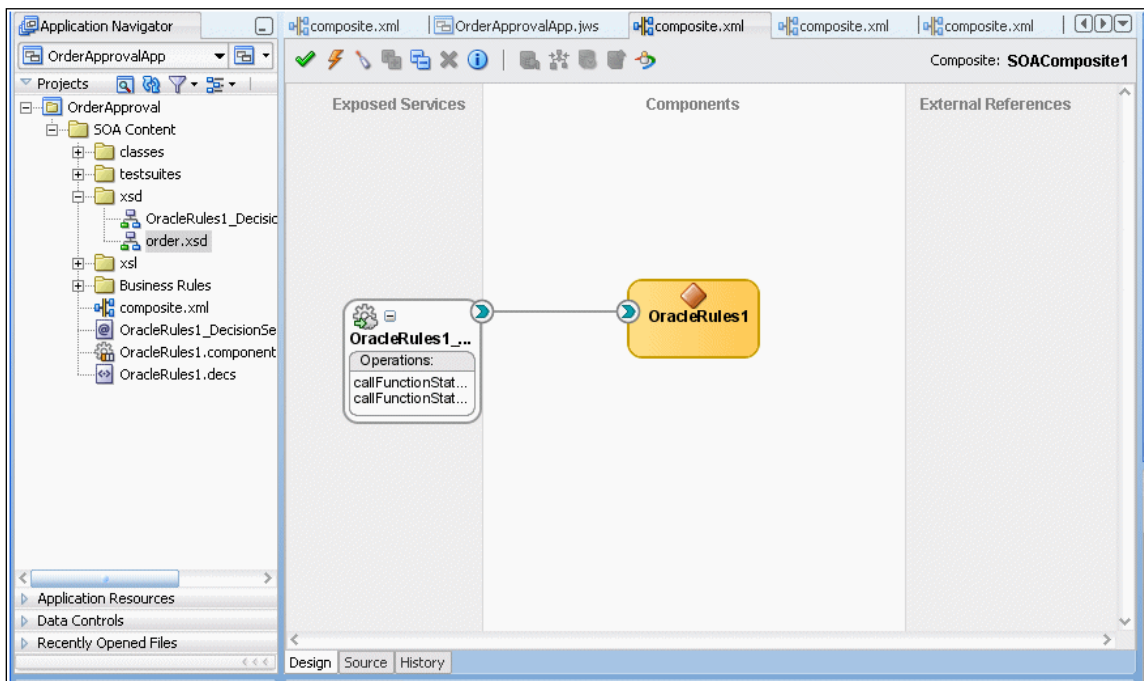 Application Navigator
OrderApprovalApp
Projects
OrderApproval
SOA Content
classes
testsuites
xsd
OracleRules1_Decisic
order.xsd
xsl
Business Rules
composite.xml
OracleRules1_DecisionSe
OracleRules1.component
OracleRules1.decs
Application Resources
Data Controls
Recently Opened Files
composite.xml
OrderApprovalApp.jws
composite.xml
composite.xml
composite.xml
Composite: SOAComposite1
Exposed Services
Components
External References
OracleRules1_...
Operations:
callFunctionStat...
callFunctionStat...
OracleRules1
Design
Source
History